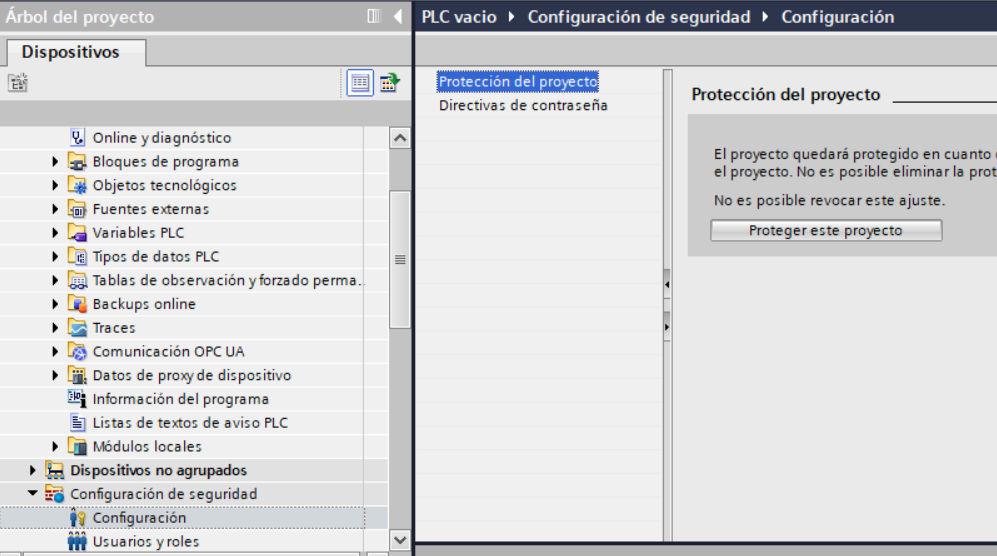 Árbol del proyecto
Dispositivos
Online y diagnóstico
Bloques de programa
Objetos tecnológicos
Fuentes externas
Variables PLC
Tipos de datos PLC
Tablas de observación y forzado perma..
Backups online
Traces
Comunicación OPC UA
Datos de proxy de dispositivo
Información del programa
Listas de textos de aviso PLC
Módulos locales
Dispositivos no agrupados
Configuración de seguridad
Configuración
Usuarios y roles
PLC vacio Configuración de seguridad Configuración
Protección del proyecto
Directivas de contraseña
Protección del proyecto
El proyecto quedará protegido en cuanto
el proyecto. No es posible eliminar la prot
No es posible revocar este ajuste.
Proteger este proyecto